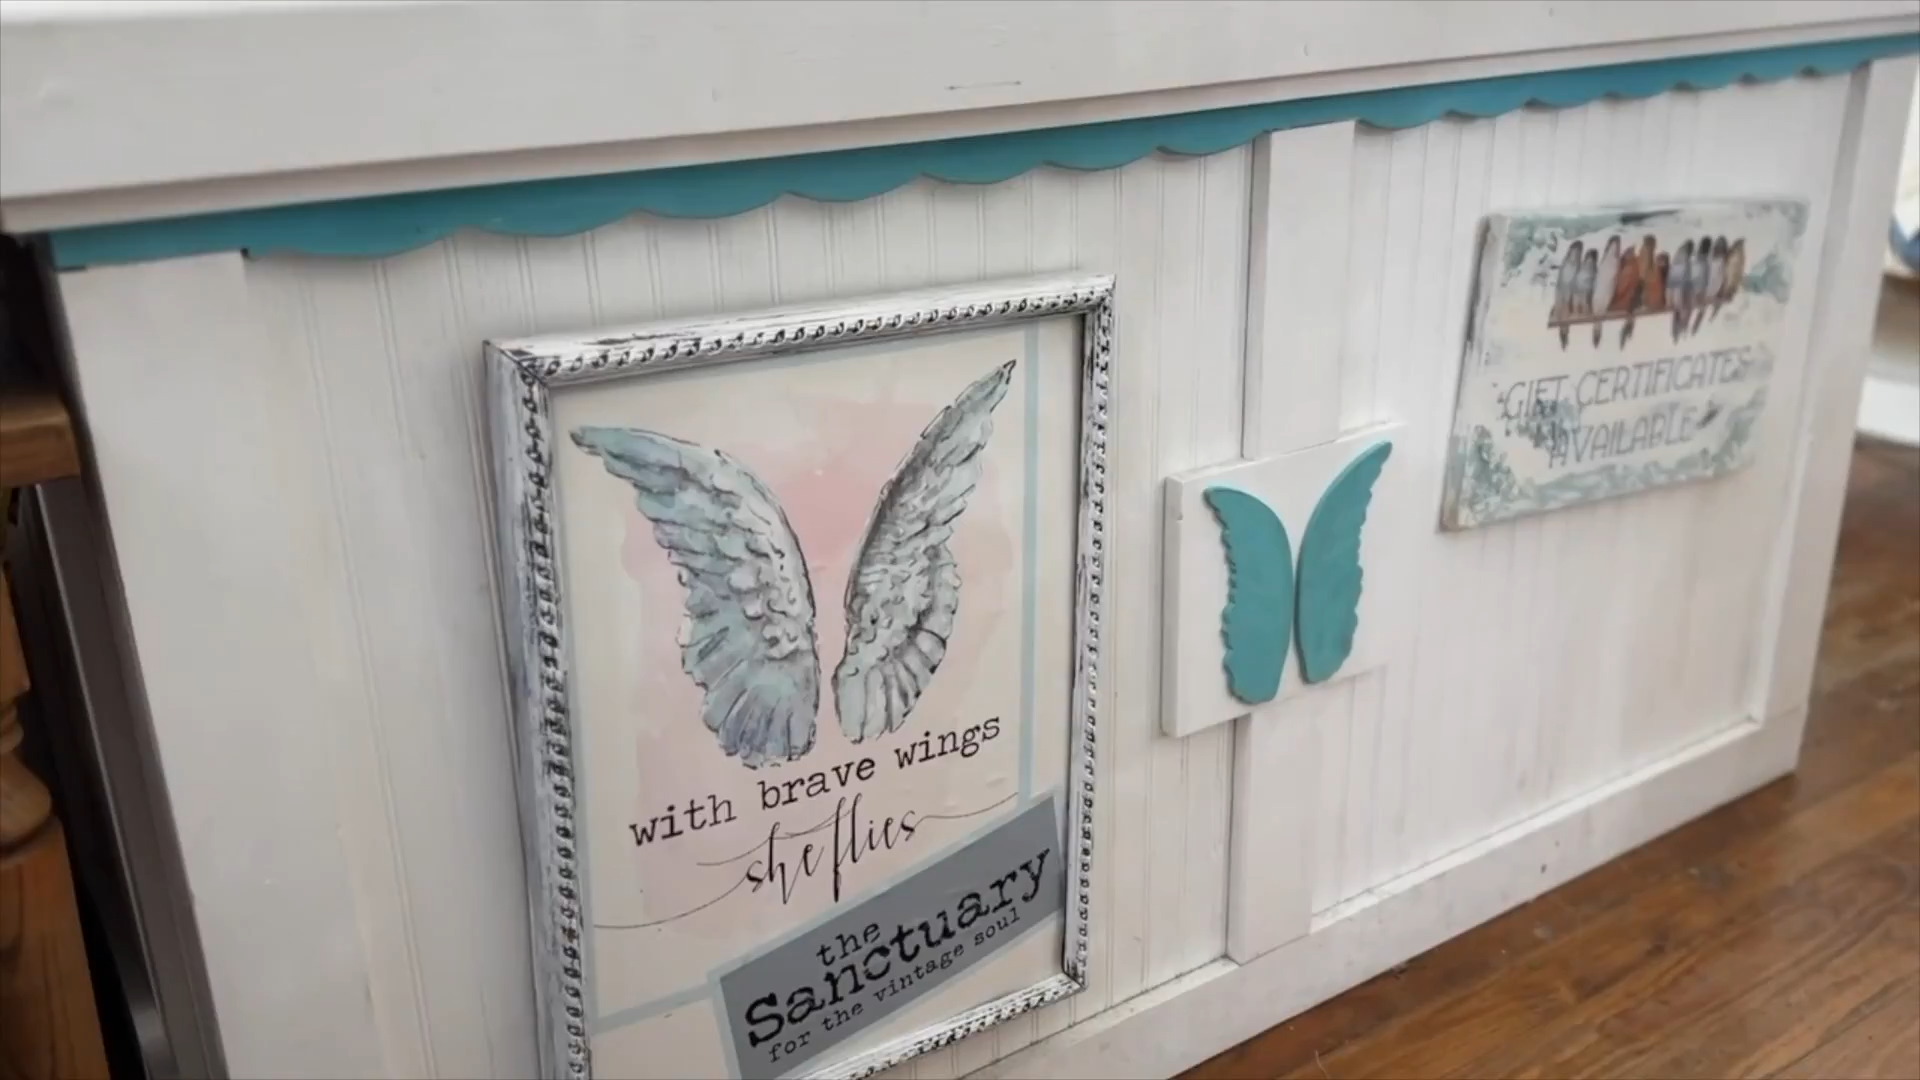 with brave wings
she flies
the
Sanctuary
for the vintage soul
GIFT CERTIFICATES
AVAILABLE